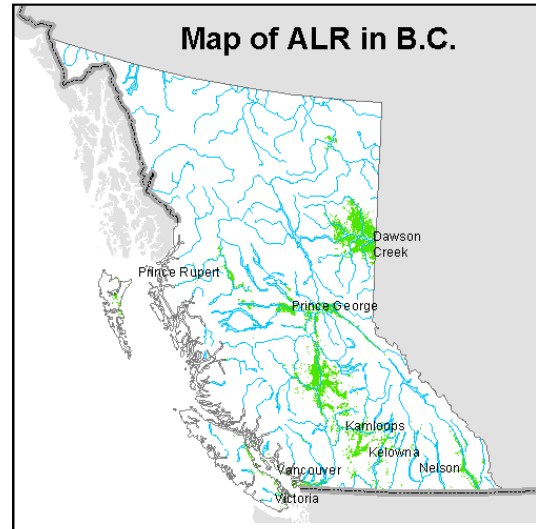 Map of ALR in B.C.
Dawson
Creek
Prince Rupert
Prince George
Kamloops
Kelowna
Nelson
Vancouver
Victoria